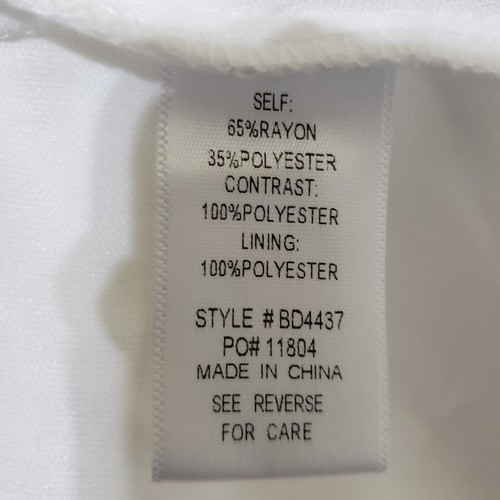 SELF:
65%RAYON
35%POLYESTER
CONTRAST:
100%POLYESTER
LINING:
100%POLYESTER
STYLE # BD4437
PO# 11804
MADE IN CHINA
SEE REVERSE
FOR CARE